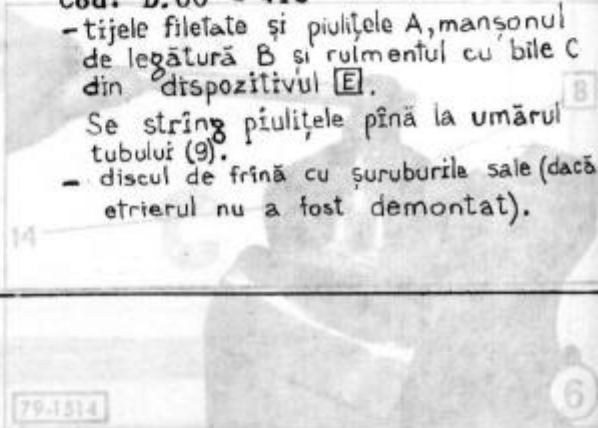 - tijele filetate și piulițele A, manșonul
de legătură B și rulmentul cu bile C
din dispozitivul E.
B
Se strîng piulițele pînă la umărul
tubului (9).
- discul de frînă cu șuruburile sale (dacă
etrierul nu a fost demontat).
14
79-1514
6